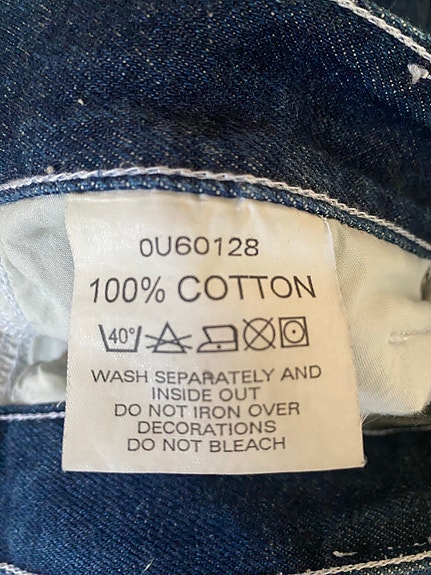 0U60128
100% COTTON
40°
WASH SEPARATELY AND
INSIDE OUT
DO NOT IRON OVER
DECORATIONS
DO NOT BLEACH